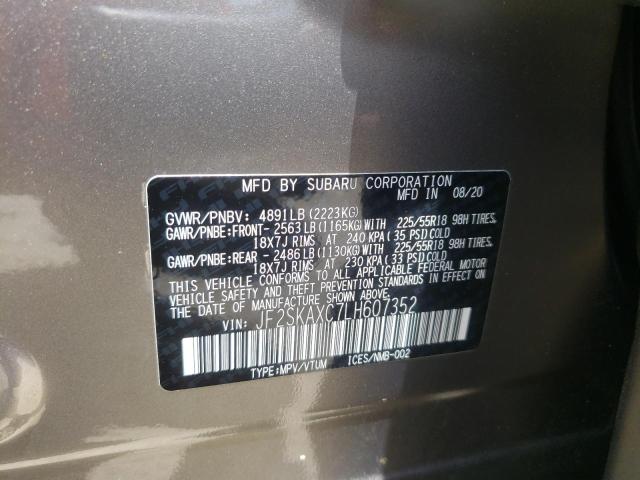 MFD BY SUBARU CORPORATION
MFD IN 08/20
GVWR/PNBV: 4891LB(2223KG)
GAWR/PNBE:FRONT- 2563LB(1165KG)WITH 225/55R18 98H TIRES,
18X7J RIMS AT 240 KPA(35 PSI)COLD
GAWR/PNBE:REAR - 2486LB(1130KG)WITH 225/55R18 98H TIRES,
18X7J RIMS AT 230 KPA(33 PSI)COLD
THIS VEHICLE CONFORMS TO ALL APPLICABLE FEDERAL MOTOR
VEHICLE SAFETY AND THEFT PREVENTION STANDARDS IN EFFECT ON
THE DATE OF MANUFACTURE SHOWN ABOVE.
VIN: JF2SKAXC7LH607352
TYPE:MPV/VTUM ICES/NMB-002